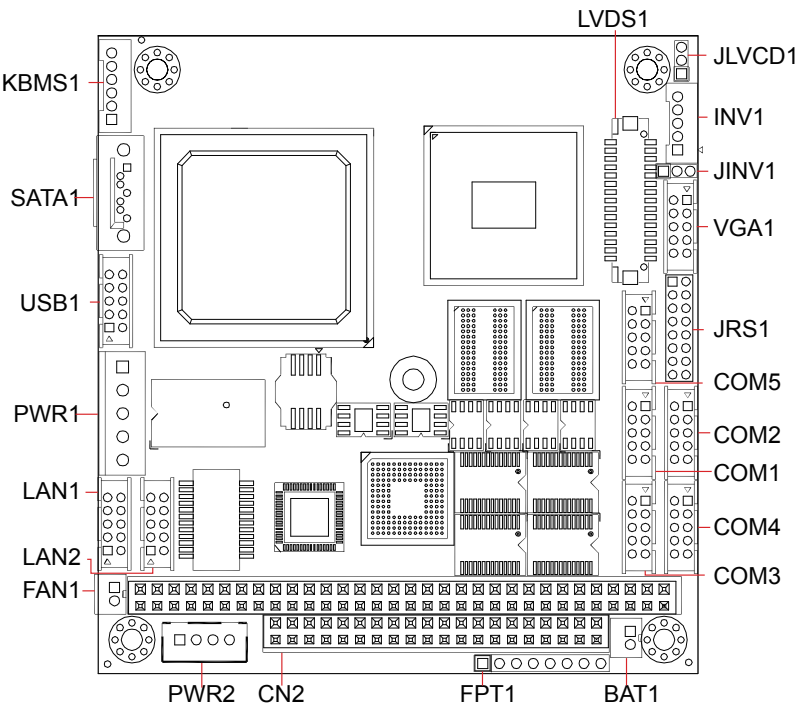 LVDS1
JLVCD1
KBMS1
INV1
JINV1
SATA1
VGA1
USB1
JRS1
COM5
PWR1
COM2
COM1
LAN1
COM4
LAN2
COM3
FAN1
PWR2
CN2
FPT1
BAT1